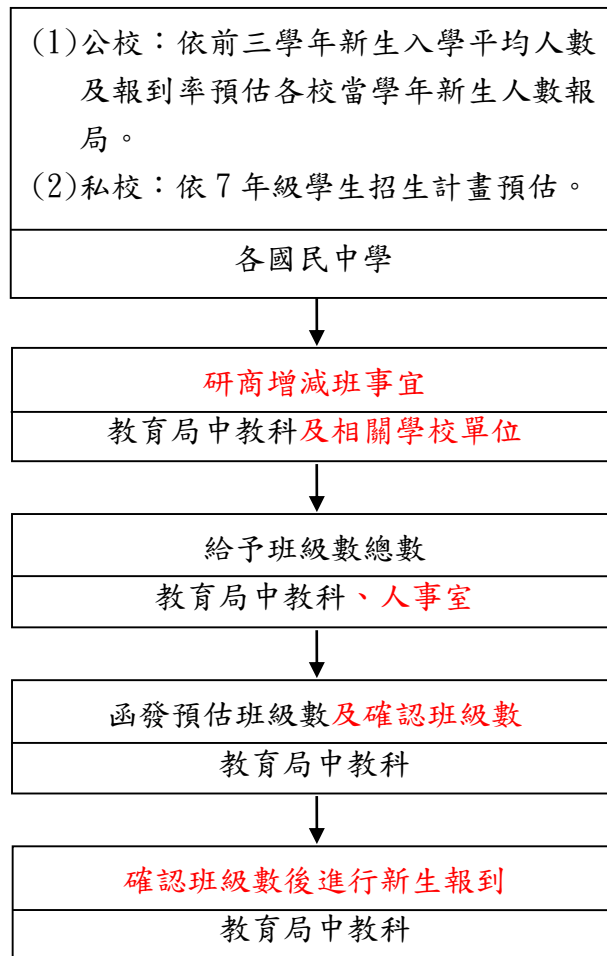 (1)公校：依前三學年新生入學平均人數
及報到率預估各校當學年新生人數報
局。
(2)私校：依7年級學生招生計畫預估。
各國民中學
研商增減班事宜
教育局中教科及相關學校單位
給予班級數總數
教育局中教科、人事室
函發預估班級數及確認班級數
教育局中教科
確認班級數後進行新生報到
教育局中教科